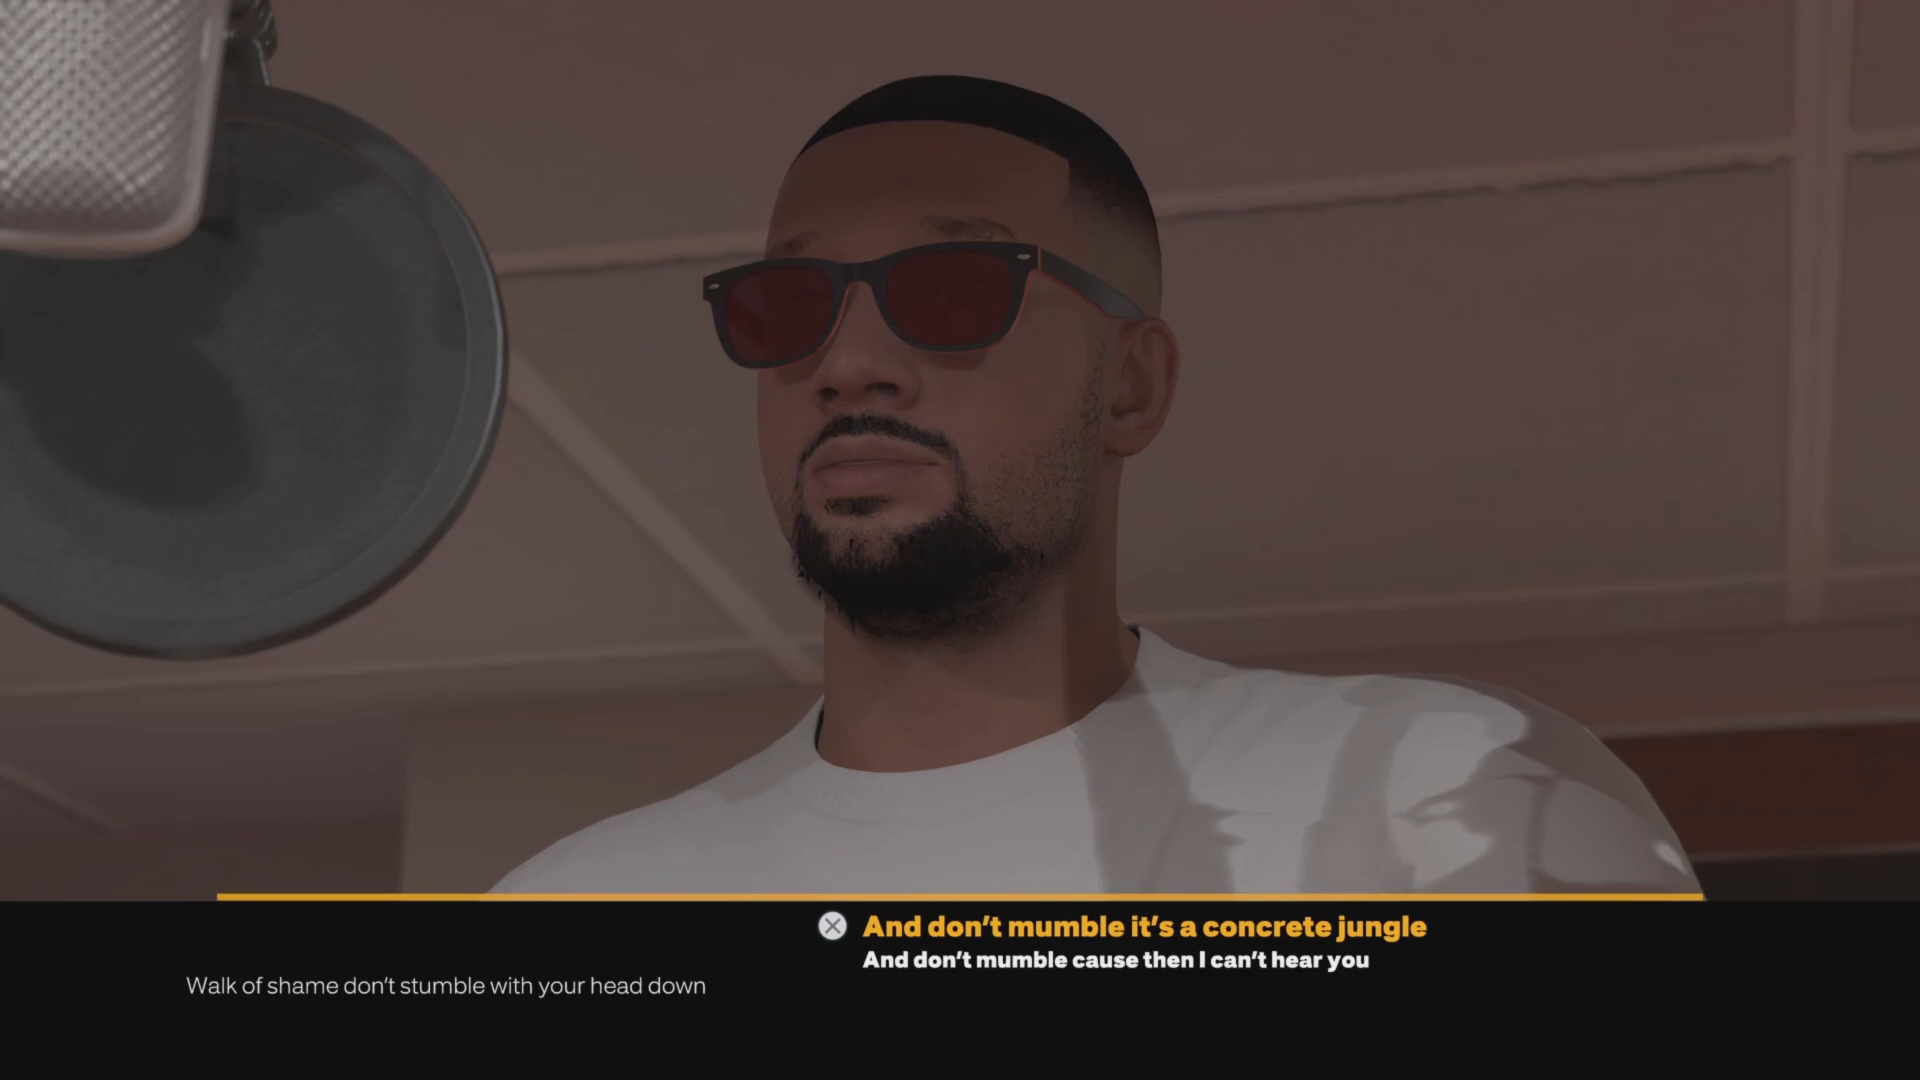 And don't mumble it's a concrete jungle
And don't mumble cause then I can't hear you
Walk of shame don't stumble with your head down